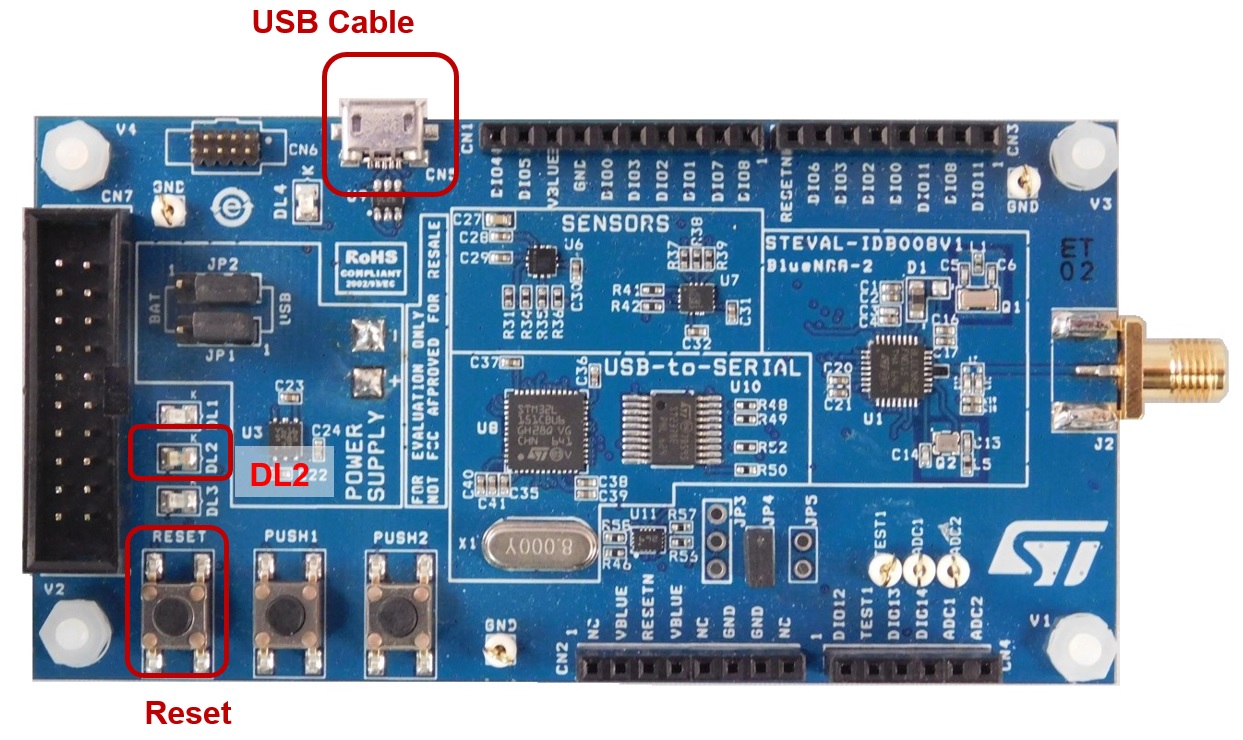 USB Cable
V4
CN6
CN5
CN1
DIO4
DIO5
VBLUE
GND
DIO0
DIO3
DIO2
DIO1
DIO7
DIO8
1
RESETN
DIO6
DIO3
DIO2
DIO0
DIO11
DIO8
DIO11
1
CN3
V3
GND
CN7
GND
DL4
K
RoHS
COMPLIANT
2002/95/EC
FOR EVALUATION ONLY
NOT FCC APPROVED FOR RESALE
SENSORS
C27
C28
C29
U6
C30
R31
R34
R35
R36
R37
R38
R39
U7
R41
R42
C31
C32
STEVAL-IDB008V1
BlueNRG-2
L1
D1
C5
C6
Q1
C16
C17
C20
C21
U1
C13
C14
Q2
L5
ET
02
J2
1
JP2
BAT
USB
JP1
1
-
+
POWER
SUPPLY
C23
U3
C24
C22
DL1
K
DL2
DL2
K
DL3
USB-to-SERIAL
C37
C36
U8
STM32L
151CBU6
GH280 VG
CHN 641
U10
R48
R49
R52
R50
C40
C41
C35
C38
C39
X1
8.000Y
U11
R57
R56
JP3
JP4
JP5
TEST1
ADC1
ADC2
ST
RESET
PUSH1
PUSH2
V2
GND
CN2
1
NC
VBLUE
RESETN
VBLUE
NC
GND
GND
NC
1
DIO12
TEST1
DIO13
DIO14
ADC1
ADC2
CN4
V1
Reset